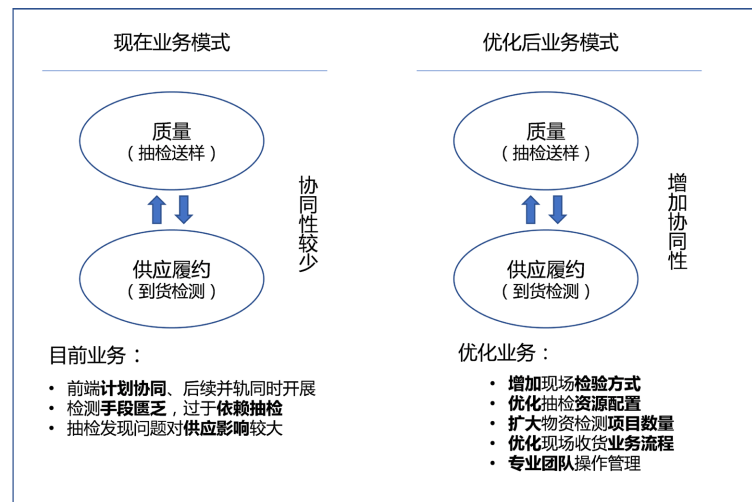 现在业务模式
质量
（抽检送样）
协同性较少
供应履约
（到货检测）
目前业务：
• 前端计划协同、后续并轨同时开展
• 检测手段匮乏，过于依赖抽检
• 抽检发现问题对供应影响较大
优化后业务模式
质量
（抽检送样）
增加协同性
供应履约
（到货检测）
优化业务：
• 增加现场检验方式
• 优化抽检资源配置
• 扩大物资检测项目数量
• 优化现场收货业务流程
• 专业团队操作管理